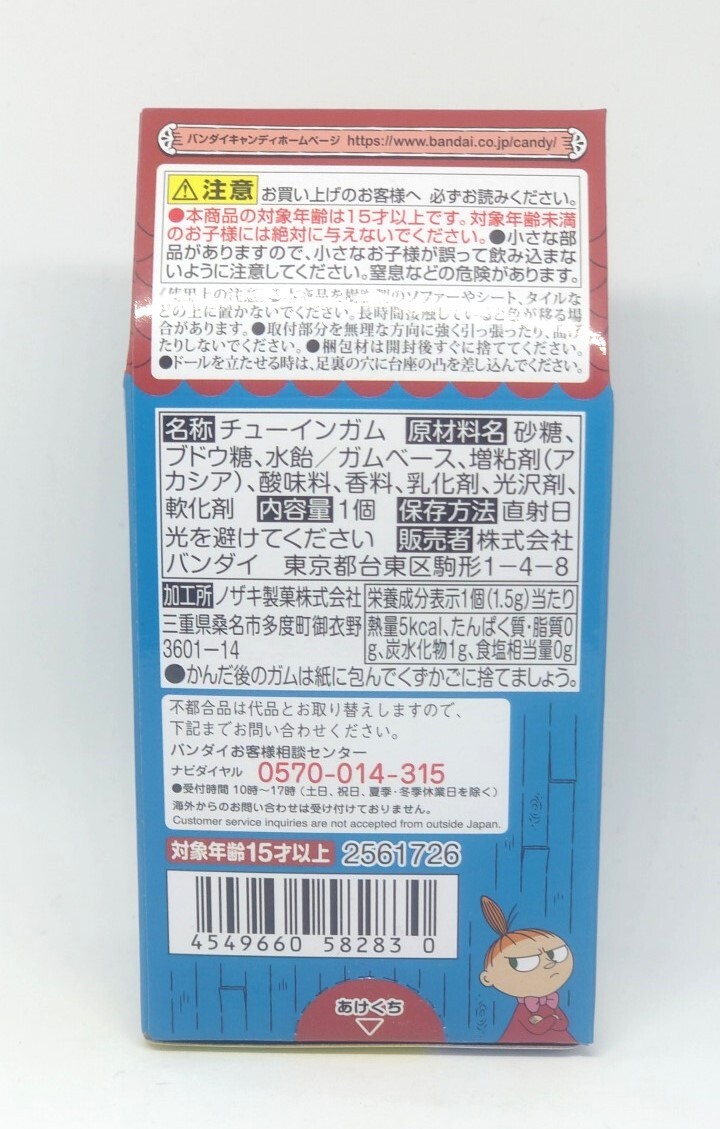 バンダイキャンディホームページ https://www.bandai.co.jp/candy/
⚠注意 お買い上げのお客様へ 必ずお読みください。
●本商品の対象年齢は15才以上です。対象年齢未満
のお子様には絶対に与えないでください。●小さな部
品がありますので、小さなお子様が誤って飲み込まな
いように注意してください。窒息などの危険があります。
のソファーやシート、タイルな
どの上に置かないでください。長時間接触していると色が移る場
合があります。●取付部分を無理な方向に強く引っ張ったり、曲げ
たりしないでください。●梱包材は開封後すぐに捨ててください。
●ドールを立たせる時は、足裏の穴に台座の凸を差し込んでください。
名称 チューインガム 原材料名 砂糖、
ブドウ糖、水飴／ガムベース、増粘剤(ア
カシア)、酸味料、香料、乳化剤、光沢剤、
軟化剤 内容量 1個 保存方法 直射日
光を避けてください 販売者 株式会社
バンダイ 東京都台東区駒形1-4-8
加工所 ノザキ製菓株式会社
三重県桑名市多度町御衣野
3601-14
栄養成分表示1個(1.5g)当たり
熱量5kcal、たんぱく質・脂質0
g、炭水化物1g、食塩相当量0g
●かんだ後のガムは紙に包んでくずかごに捨てましょう。
不都合品は代品とお取り替えしますので、
下記までお問い合わせください。
バンダイお客様相談センター
ナビダイヤル 0570-014-315
●受付時間 10時〜17時(土日、祝日、夏季・冬季休業日を除く)
海外からのお問い合わせは受け付けておりません。
Customer service inquiries are not accepted from outside Japan.
対象年齢15才以上 2561726
4549660 58283 0
あけくち